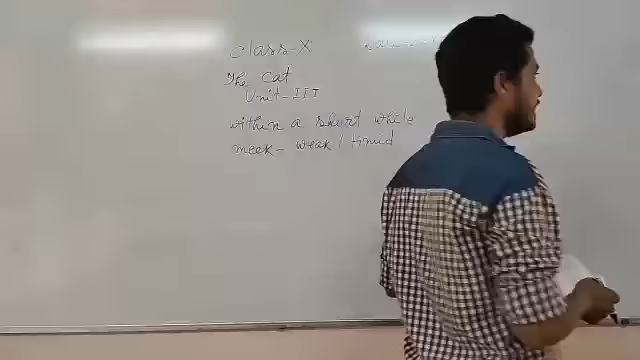 Class-X
The Cat
Unit-III
within a short while
meek- weak / timid